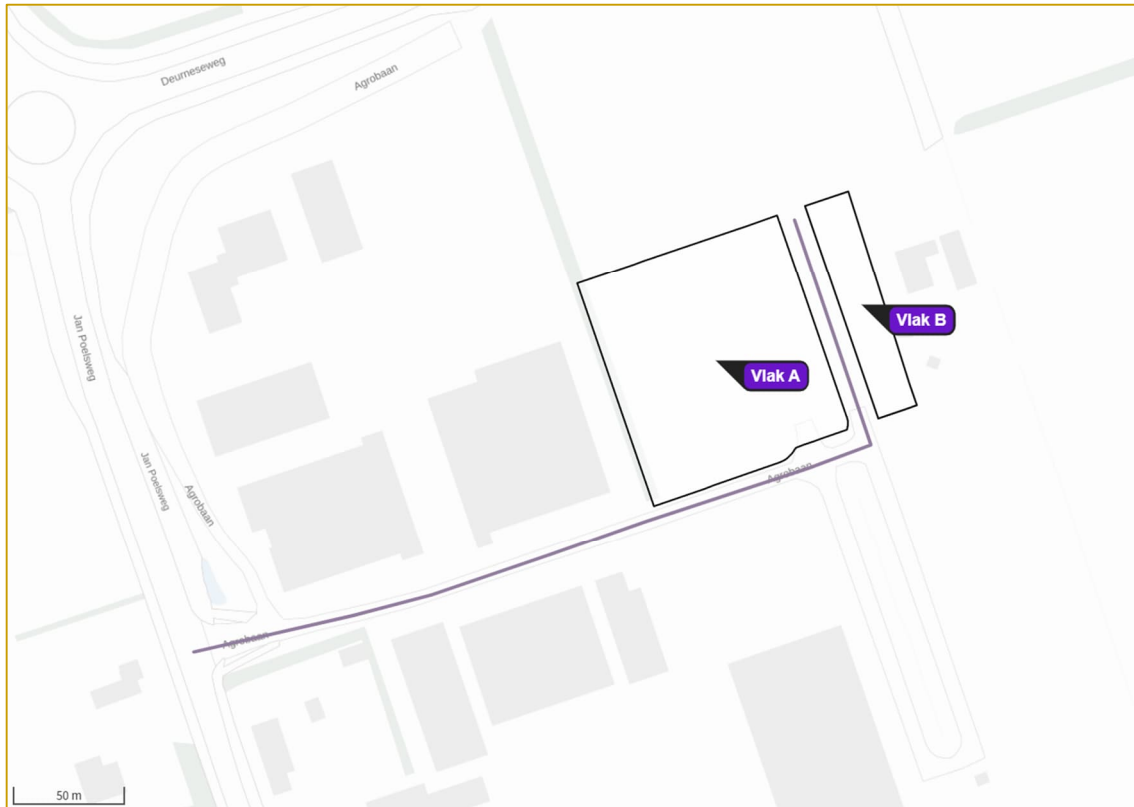 Deurneseweg
Agrobaan
Jan Poelsweg
Vlak B
Vlak A
Jan Poelsweg
Agrobaan
Agrobaan
Agrobaan
50 m